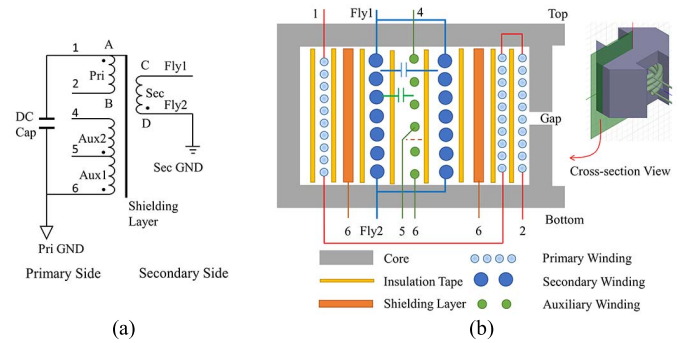 1
A
Pri
2
B
4
Aux2
5
Aux1
6
DC
Cap
C
Fly1
Sec
Fly2
D
Sec GND
Shielding
Layer
Pri GND
Primary Side
Secondary Side
(a)
1
Fly1
4
Top
Gap
Cross-section View
Bottom
6
Fly2
5
6
6
2
Core
Primary Winding
Insulation Tape
Secondary Winding
Shielding Layer
Auxiliary Winding
(b)